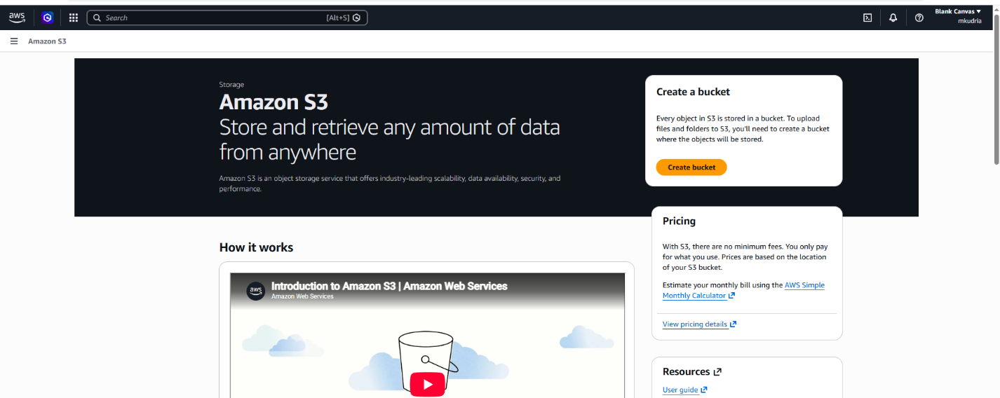 aws
Search
[Alt+S]
Blank Canvas ▼
mkudria
Amazon S3
Storage
Amazon S3
Store and retrieve any amount of data
from anywhere
Amazon S3 is an object storage service that offers industry-leading scalability, data availability, security, and
performance.
Create a bucket
Every object in S3 is stored in a bucket. To upload
files and folders to S3, you'll need to create a bucket
where the objects will be stored.
Create bucket
Pricing
With S3, there are no minimum fees. You only pay
for what you use. Prices are based on the location
of your S3 bucket.
Estimate your monthly bill using the AWS Simple
Monthly Calculator
View pricing details
How it works
aws
Introduction to Amazon S3 | Amazon Web Services
Amazon Web Services
Resources
User guide